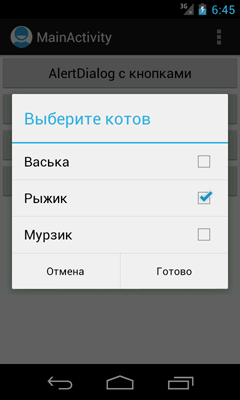 3G 6:45
MainActivity
AlertDialog с кнопками
Выберите котов
Васька
Рыжик
Мурзик
Отмена Готово